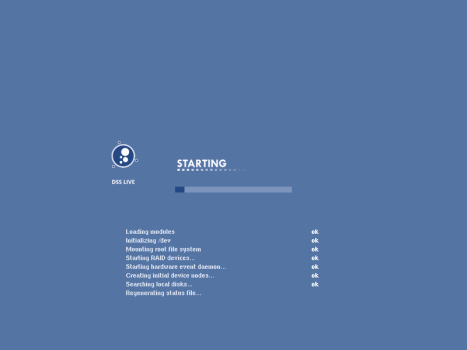 STARTING
DSS LIVE
Loading modules ok
Initializing /dev ok
Mounting root file system ok
Starting RAID devices... ok
Starting hardware event daemon... ok
Creating initial device nodes... ok
Searching local disks... ok
Regenerating status file...